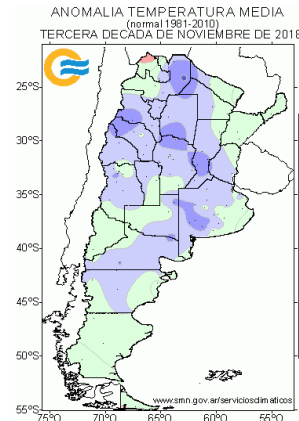 ANOMALIA TEMPERATURA MEDIA
(normal 1981-2010)
TERCERA DECADA DE NOVIEMBRE DE 2018
25°S
30°S
35°S
40°S
45°S
50°S
55°S
www.smn.gov.ar/serviciosclimaticos
75°O 70°O 65°O 60°O 55°O